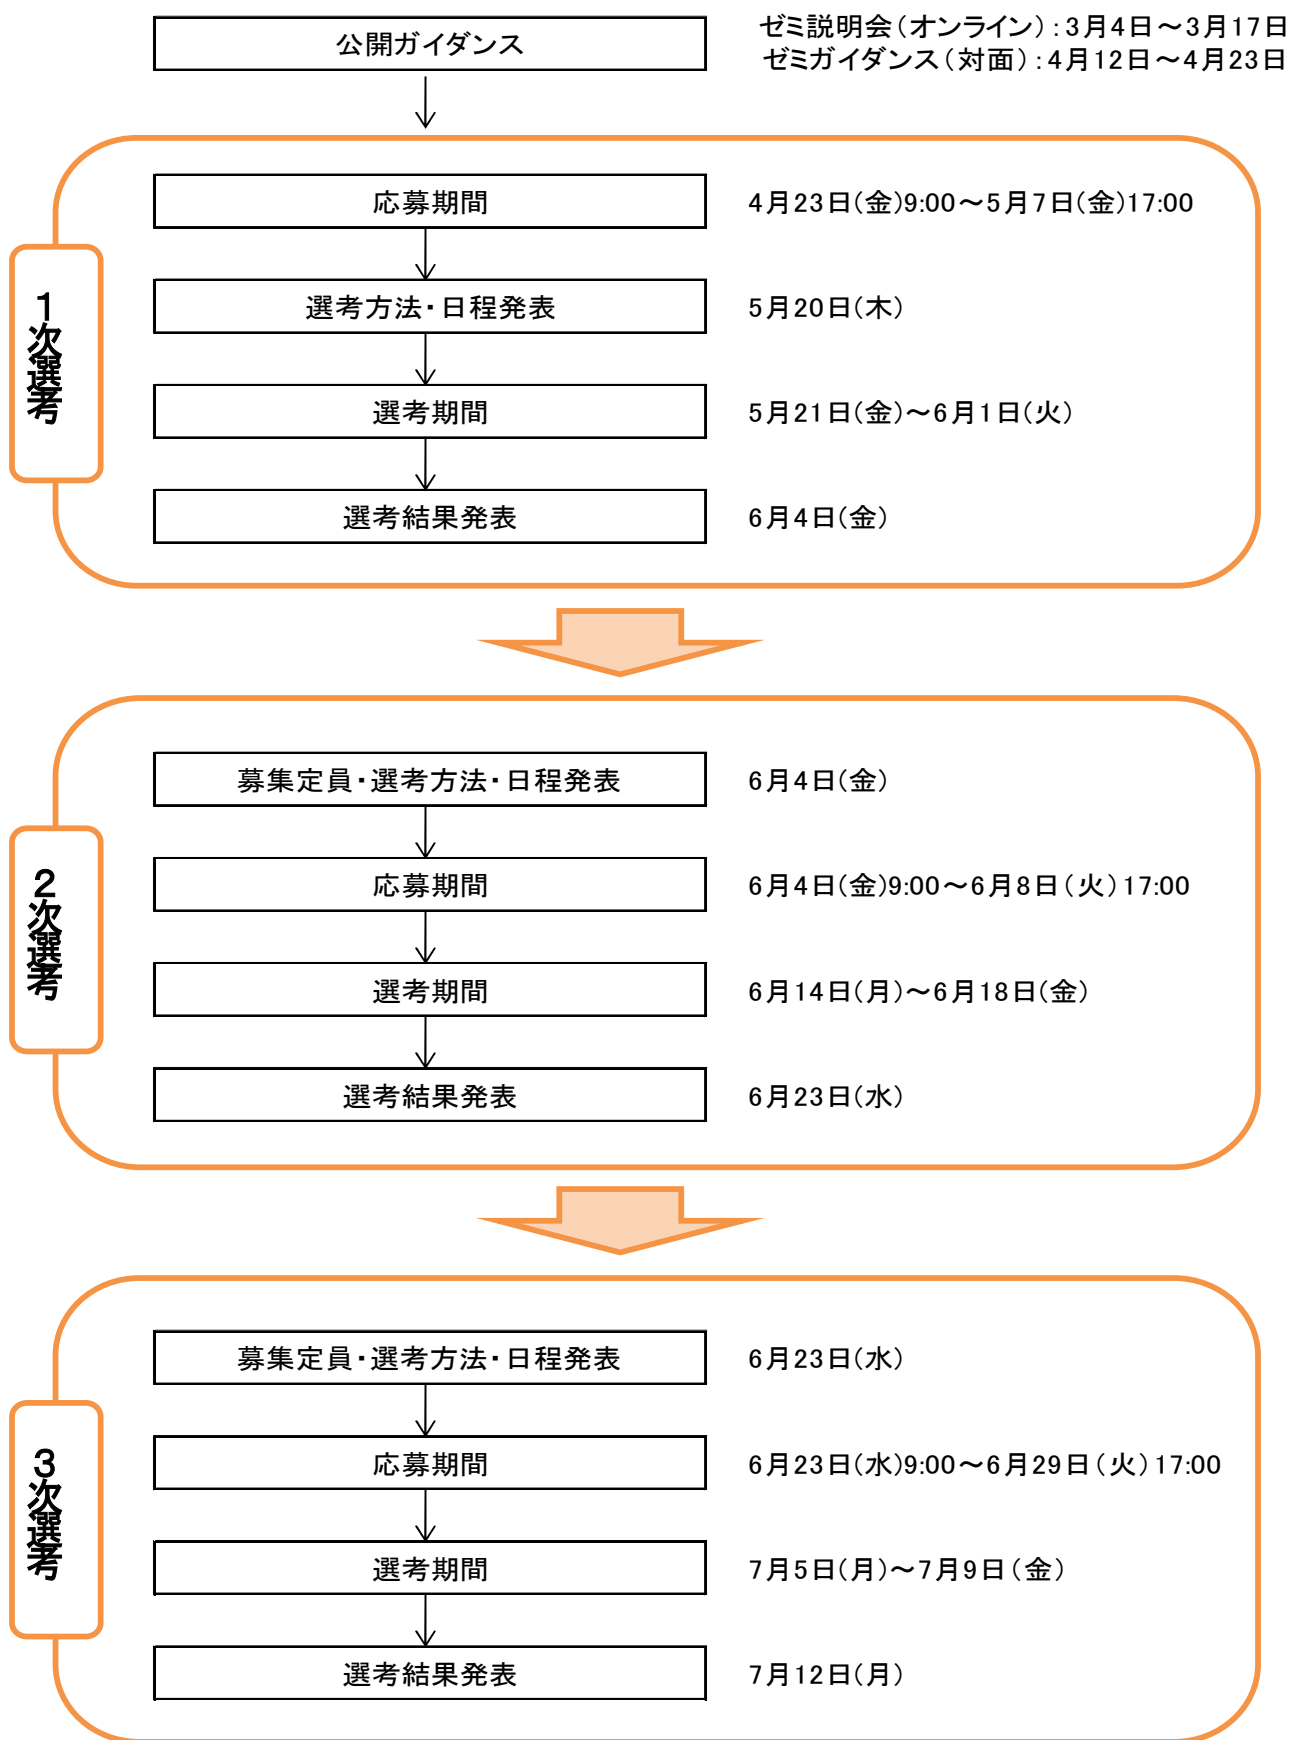 公開ガイダンス
ゼミ説明会(オンライン):3月4日～3月17日
ゼミガイダンス(対面):4月12日～4月23日
1次選考
応募期間
4月23日(金)9:00～5月7日(金)17:00
選考方法・日程発表
5月20日(木)
選考期間
5月21日(金)～6月1日(火)
選考結果発表
6月4日(金)
2次選考
募集定員・選考方法・日程発表
6月4日(金)
応募期間
6月4日(金)9:00～6月8日(火)17:00
選考期間
6月14日(月)～6月18日(金)
選考結果発表
6月23日(水)
3次選考
募集定員・選考方法・日程発表
6月23日(水)
応募期間
6月23日(水)9:00～6月29日(火)17:00
選考期間
7月5日(月)～7月9日(金)
選考結果発表
7月12日(月)